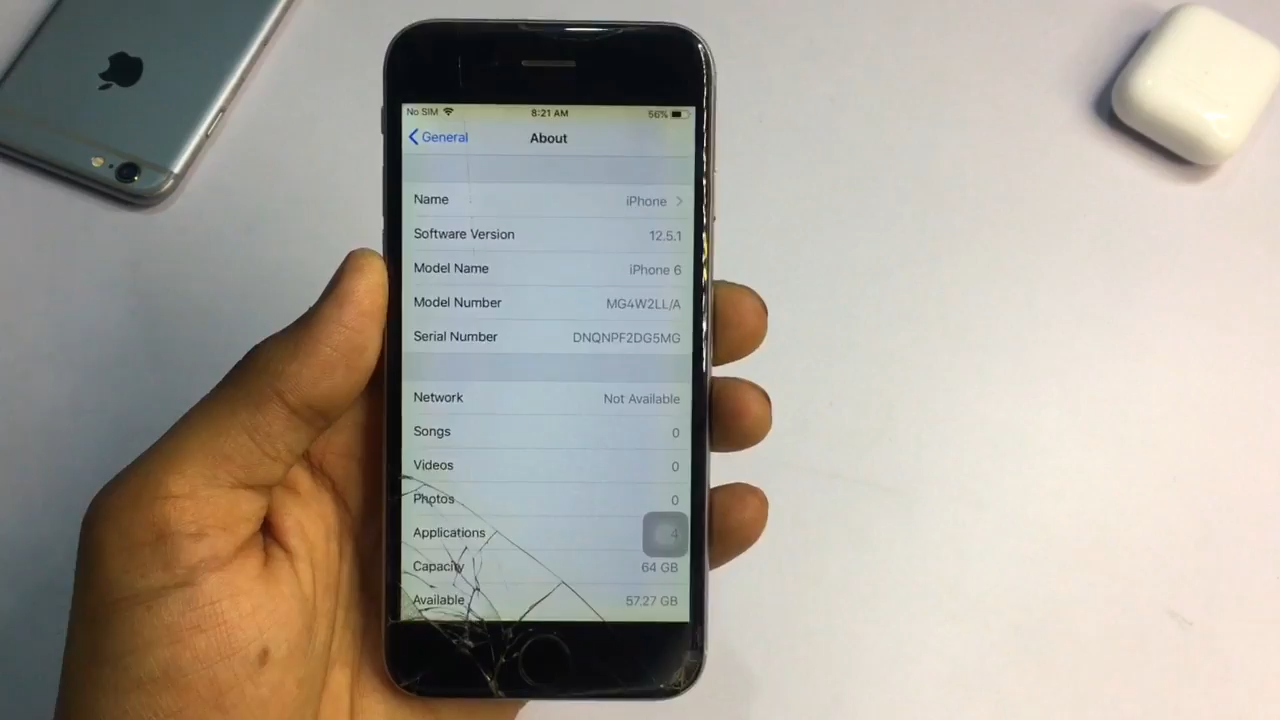 No SIM 8:21 AM 56%
General About
Name iPhone
Software Version 12.5.1
Model Name iPhone 6
Model Number MG4W2LL/A
Serial Number DNQNPF2DG5MG
Network Not Available
Songs 0
Videos 0
Photos 0
Applications 4
Capacity 64 GB
Available 57.27 GB